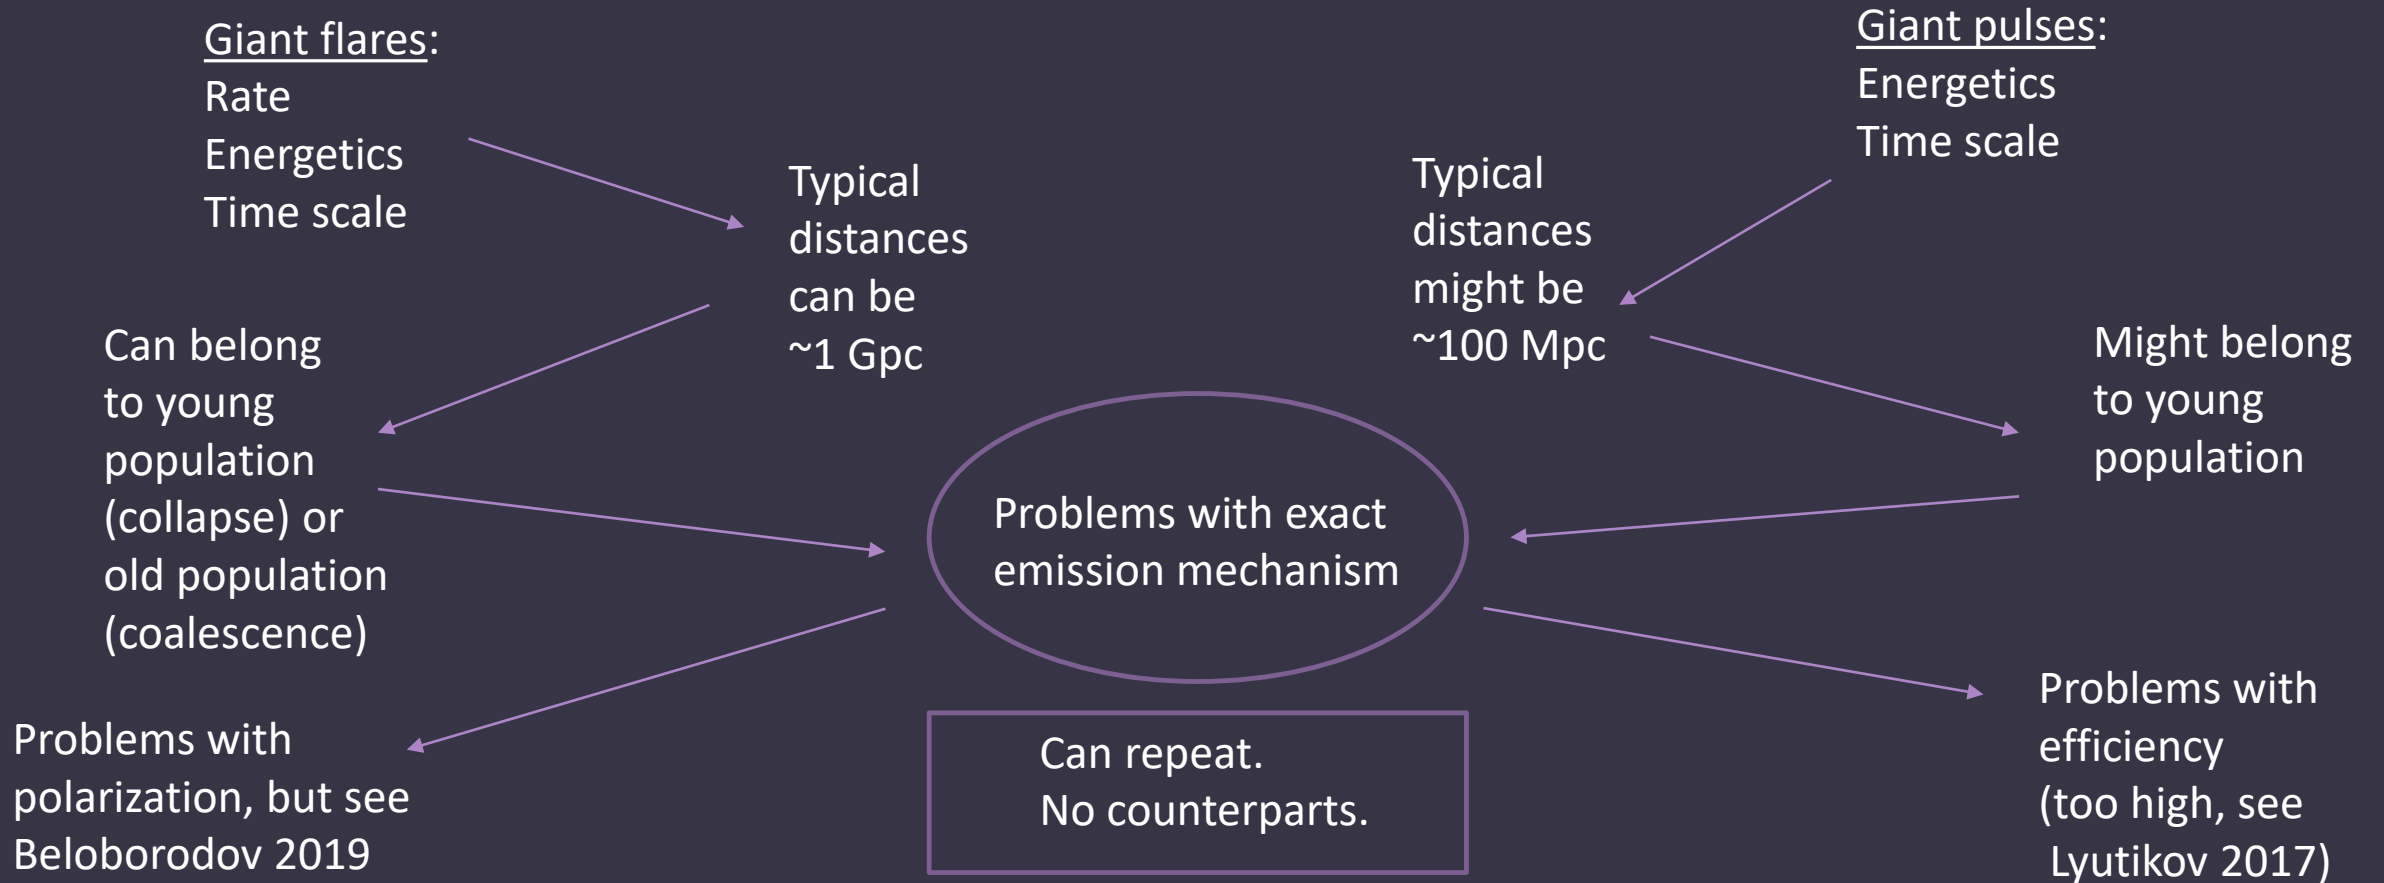 Giant flares:
Rate
Energetics
Time scale
Typical
distances
can be
~1 Gpc
Can belong
to young
population
(collapse) or
old population
(coalescence)
Problems with
polarization, but see
Beloborodov 2019
Giant pulses:
Energetics
Time scale
Typical
distances
might be
~100 Mpc
Might belong
to young
population
Problems with exact
emission mechanism
Can repeat.
No counterparts.
Problems with
efficiency
(too high, see
Lyutikov 2017)